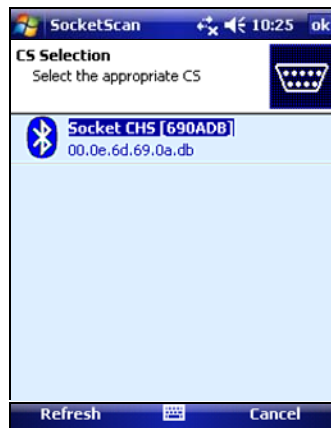 SocketScan 10:25 ok
CS Selection
Select the appropriate CS
Socket CHS [690ADB]
00.0e.6d.69.0a.db
Refresh Cancel